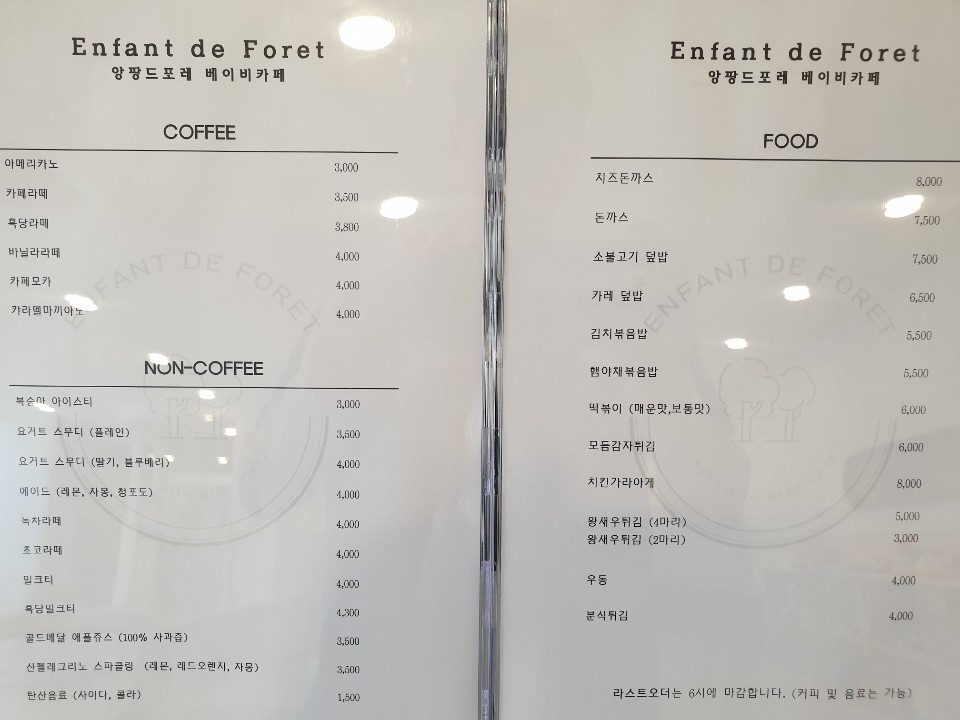 Enfant de Foret
앙팡드포레 베이비카페
COFFEE
아메리카노 3,000
카페라떼 3,500
흑당라떼 3,800
바닐라라떼 4,000
카페모카 4,000
캬라멜마끼아또 4,000
NON-COFFEE
복숭아 아이스티 3,000
요거트 스무디 (플레인) 3,500
요거트 스무디 (딸기, 블루베리) 4,000
에이드 (레몬, 자몽, 청포도) 4,000
녹차라떼 4,000
초코라떼 4,000
밀크티 4,000
흑당밀크티 4,300
골드메달 애플쥬스 (100% 사과즙) 3,500
산펠레그리노 스파클링 (레몬, 레드오렌지, 자몽) 3,500
탄산음료 (사이다, 콜라) 1,500
ENFANT DE FORET
Enfant de Foret
앙팡드포레 베이비카페
FOOD
치즈돈까스 8,000
돈까스 7,500
소불고기 덮밥 7,500
카레 덮밥 6,500
김치볶음밥 5,500
햄야채볶음밥 5,500
떡볶이 (매운맛,보통맛) 6,000
모듬감자튀김 6,000
치킨가라아게 8,000
왕새우튀김 (4마리) 5,000
왕새우튀김 (2마리) 3,000
우동 4,000
분식튀김 4,000
라스트오더는 6시에 마감합니다. (커피 및 음료는 가능)
ENFANT DE FORET